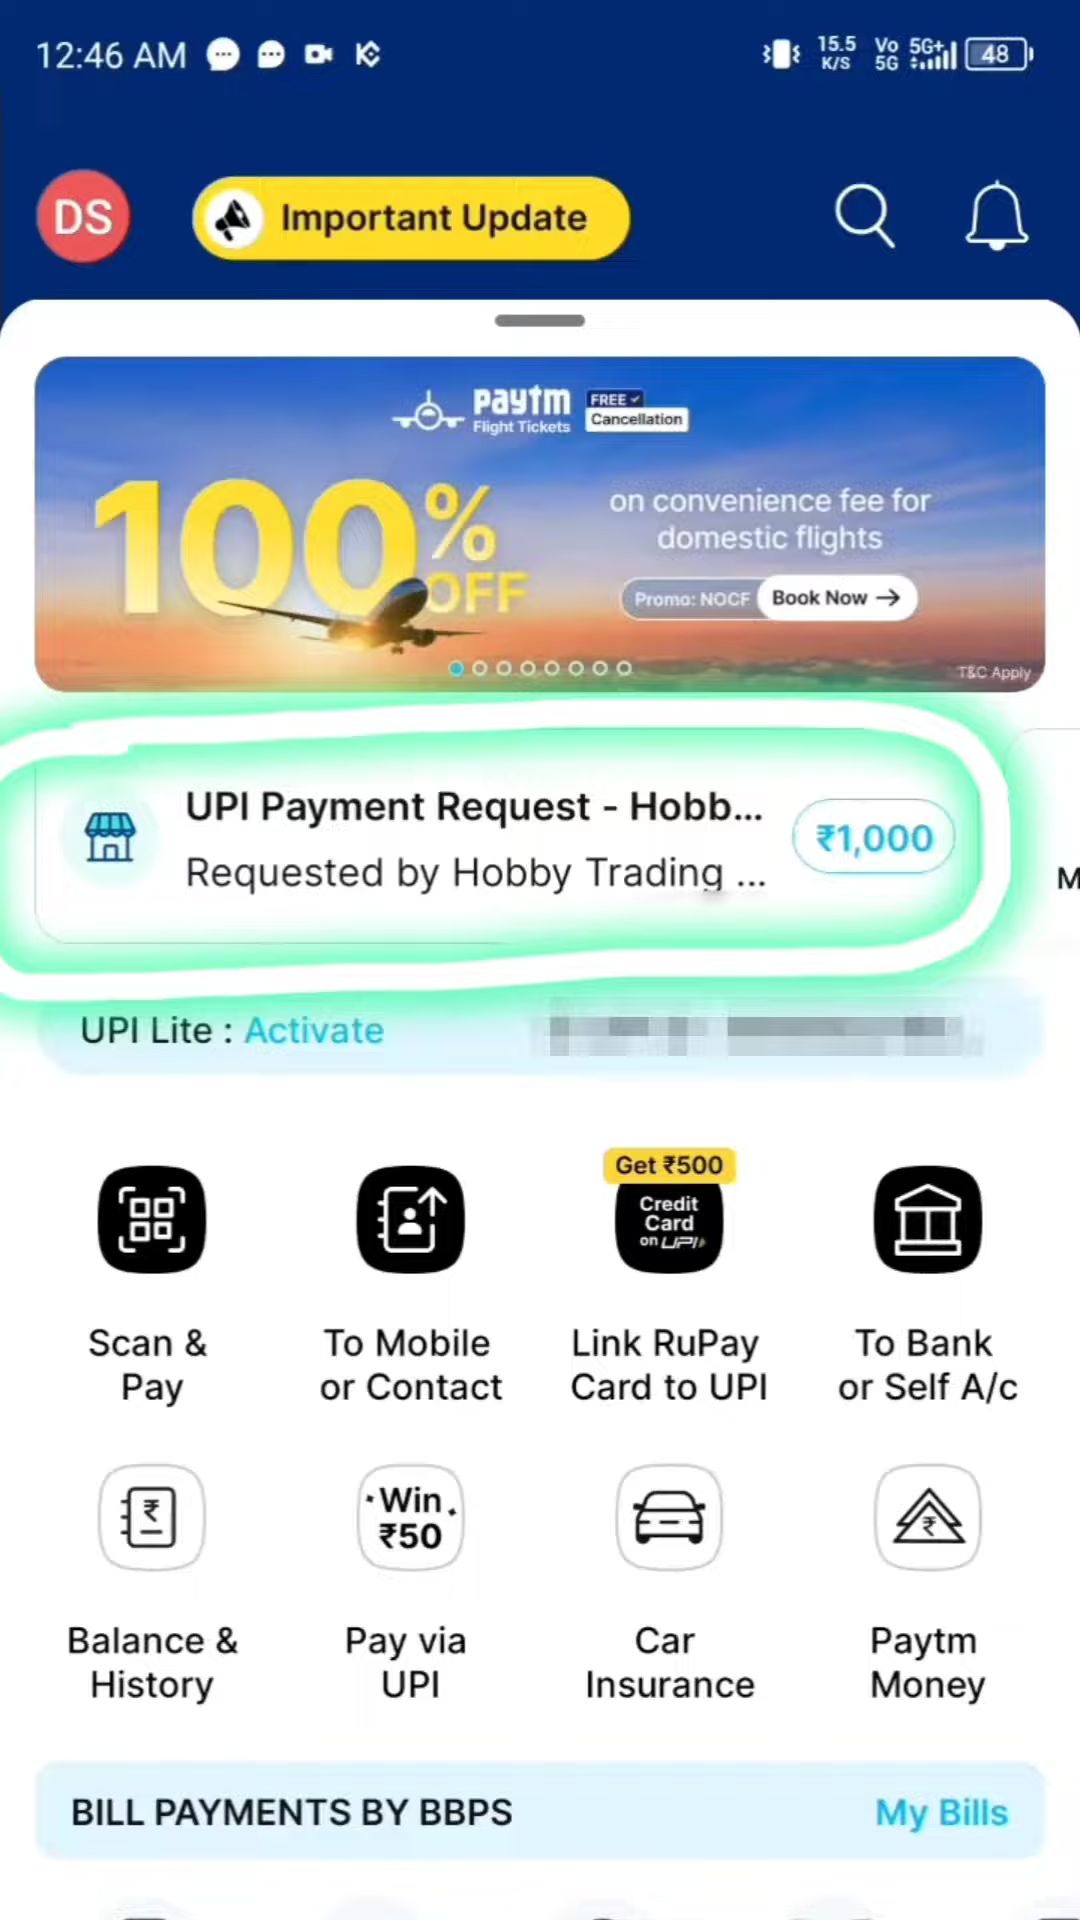 12:46 AM
15.5 K/S
Vo 5G
5G+
48
DS
Important Update
paytm
Flight Tickets
FREE
Cancellation
100% OFF
on convenience fee for
domestic flights
Promo: NOCF
Book Now →
T&C Apply
UPI Payment Request - Hobb...
Requested by Hobby Trading ...
₹1,000
M
UPI Lite : Activate
Get ₹500
Credit
Card
on UPI
Scan &
Pay
To Mobile
or Contact
Link RuPay
Card to UPI
To Bank
or Self A/c
Win
₹50
Balance &
History
Pay via
UPI
Car
Insurance
Paytm
Money
BILL PAYMENTS BY BBPS
My Bills